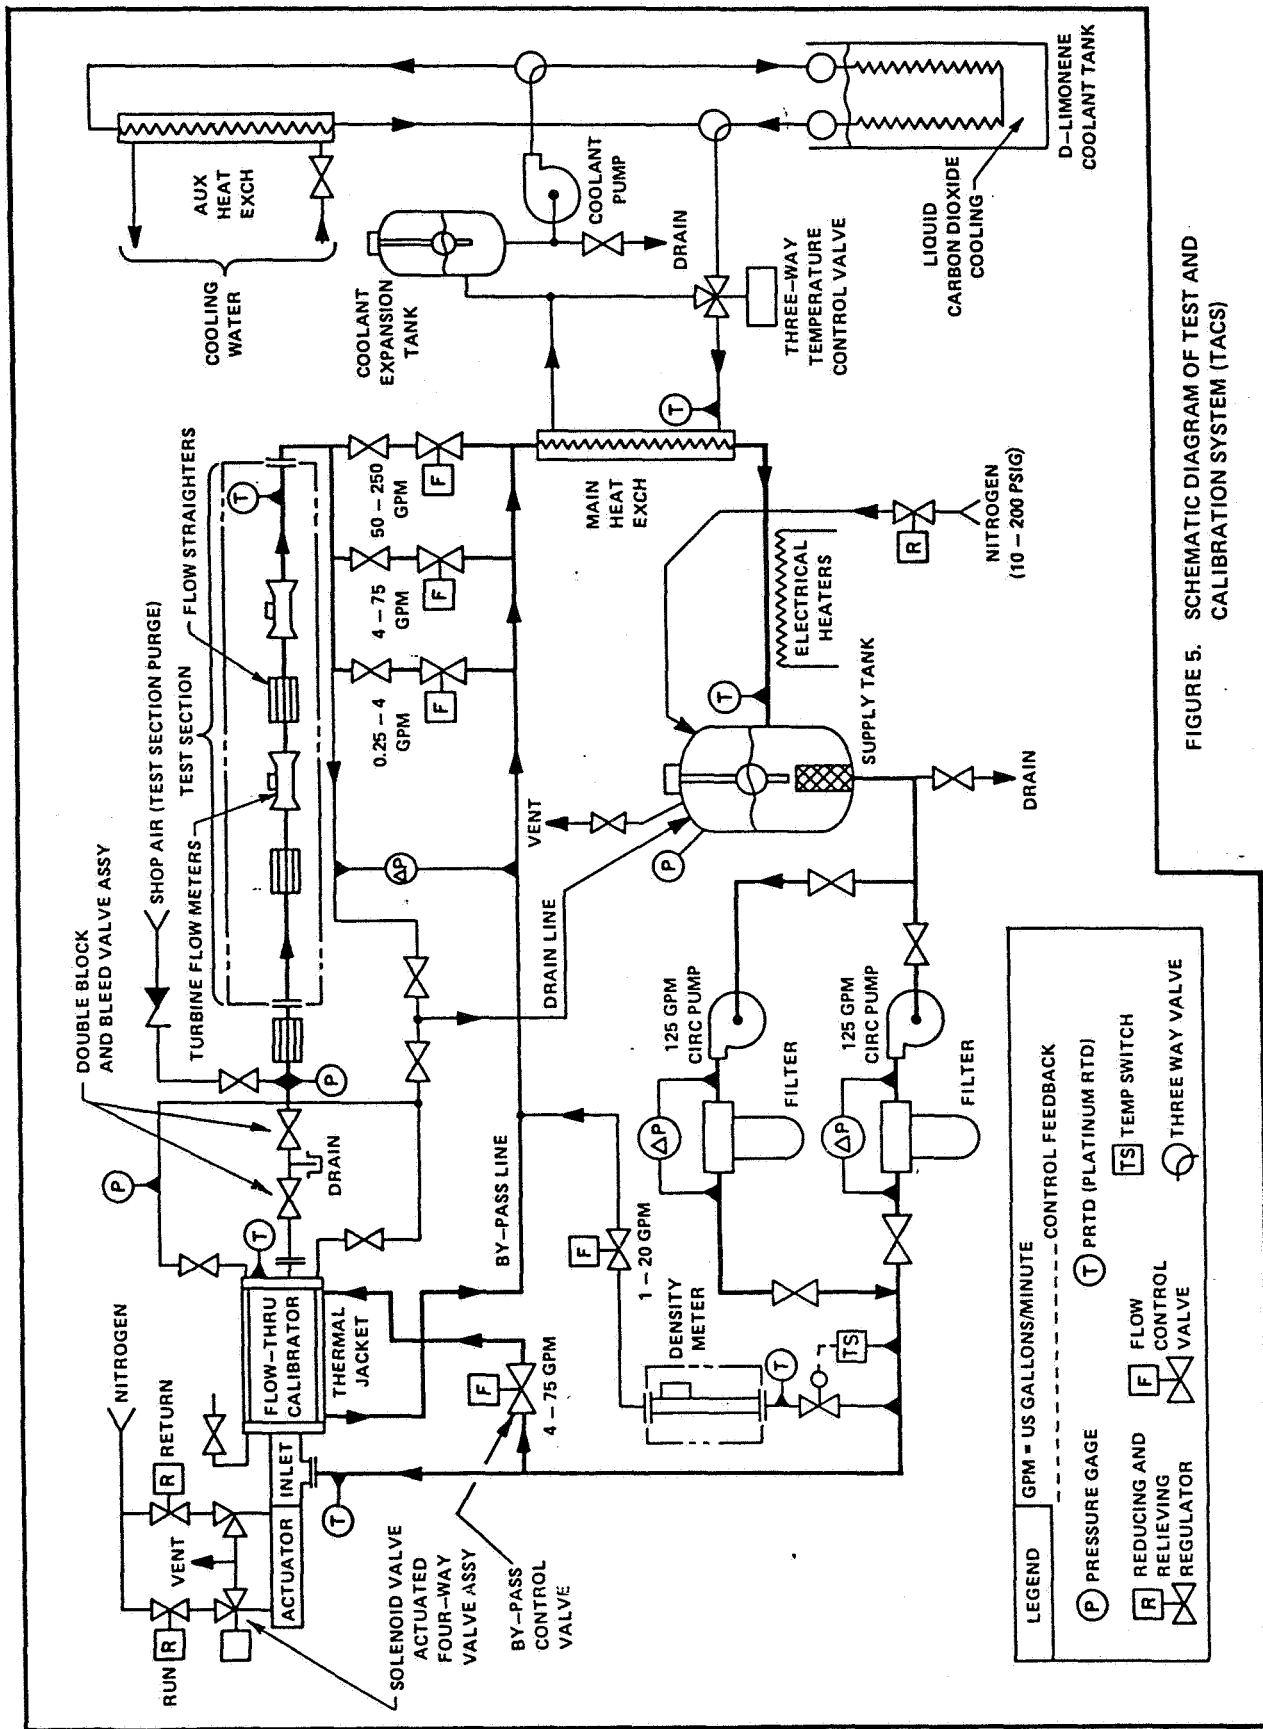 COOLING
WATER
AUX
HEAT
EXCH
COOLANT
EXPANSION
TANK
COOLANT
PUMP
DRAIN
THREE-WAY
TEMPERATURE
CONTROL VALVE
LIQUID
CARBON DIOXIDE
COOLING
D-LIMONENE
COOLANT TANK
DOUBLE BLOCK
AND BLEED VALVE ASSY
SHOP AIR (TEST SECTION PURGE)
TURBINE FLOW METERS
TEST SECTION
FLOW STRAIGHTERS
T
0.25 – 4
GPM
F
4 – 75
GPM
F
50 – 250
GPM
F
MAIN
HEAT
EXCH
T
NITROGEN
RUN
R
R
RETURN
VENT
ACTUATOR
INLET
FLOW-THRU
CALIBRATOR
THERMAL
JACKET
T
T
P
P
DRAIN
SOLENOID VALVE
ACTUATED
FOUR-WAY
VALVE ASSY
BY-PASS
CONTROL
VALVE
F
4 – 75 GPM
BY-PASS LINE
ΔP
DRAIN LINE
VENT
P
T
SUPPLY TANK
ELECTRICAL
HEATERS
R
NITROGEN
(10 – 200 PSIG)
DRAIN
F
1 – 20 GPM
DENSITY
METER
T
TS
ΔP
125 GPM
CIRC PUMP
FILTER
ΔP
125 GPM
CIRC PUMP
FILTER
LEGEND
GPM = US GALLONS/MINUTE
CONTROL FEEDBACK
P
PRESSURE GAGE
T
PRTD (PLATINUM RTD)
R
REDUCING AND
RELIEVING
REGULATOR
F
FLOW
CONTROL
VALVE
TS
TEMP SWITCH
THREE WAY VALVE
FIGURE 5. SCHEMATIC DIAGRAM OF TEST AND
CALIBRATION SYSTEM (TACS)